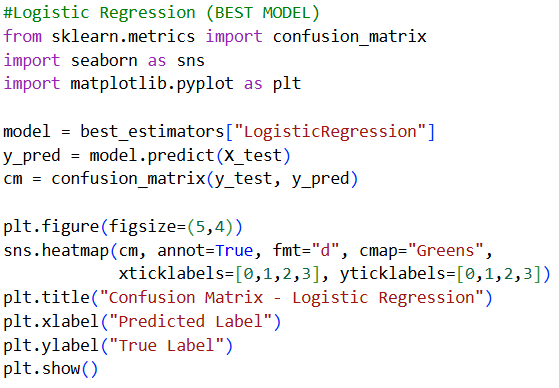 #Logistic Regression (BEST MODEL)
from sklearn.metrics import confusion_matrix
import seaborn as sns
import matplotlib.pyplot as plt

model = best_estimators["LogisticRegression"]
y_pred = model.predict(X_test)
cm = confusion_matrix(y_test, y_pred)

plt.figure(figsize=(5,4))
sns.heatmap(cm, annot=True, fmt="d", cmap="Greens",
            xticklabels=[0,1,2,3], yticklabels=[0,1,2,3])
plt.title("Confusion Matrix - Logistic Regression")
plt.xlabel("Predicted Label")
plt.ylabel("True Label")
plt.show()